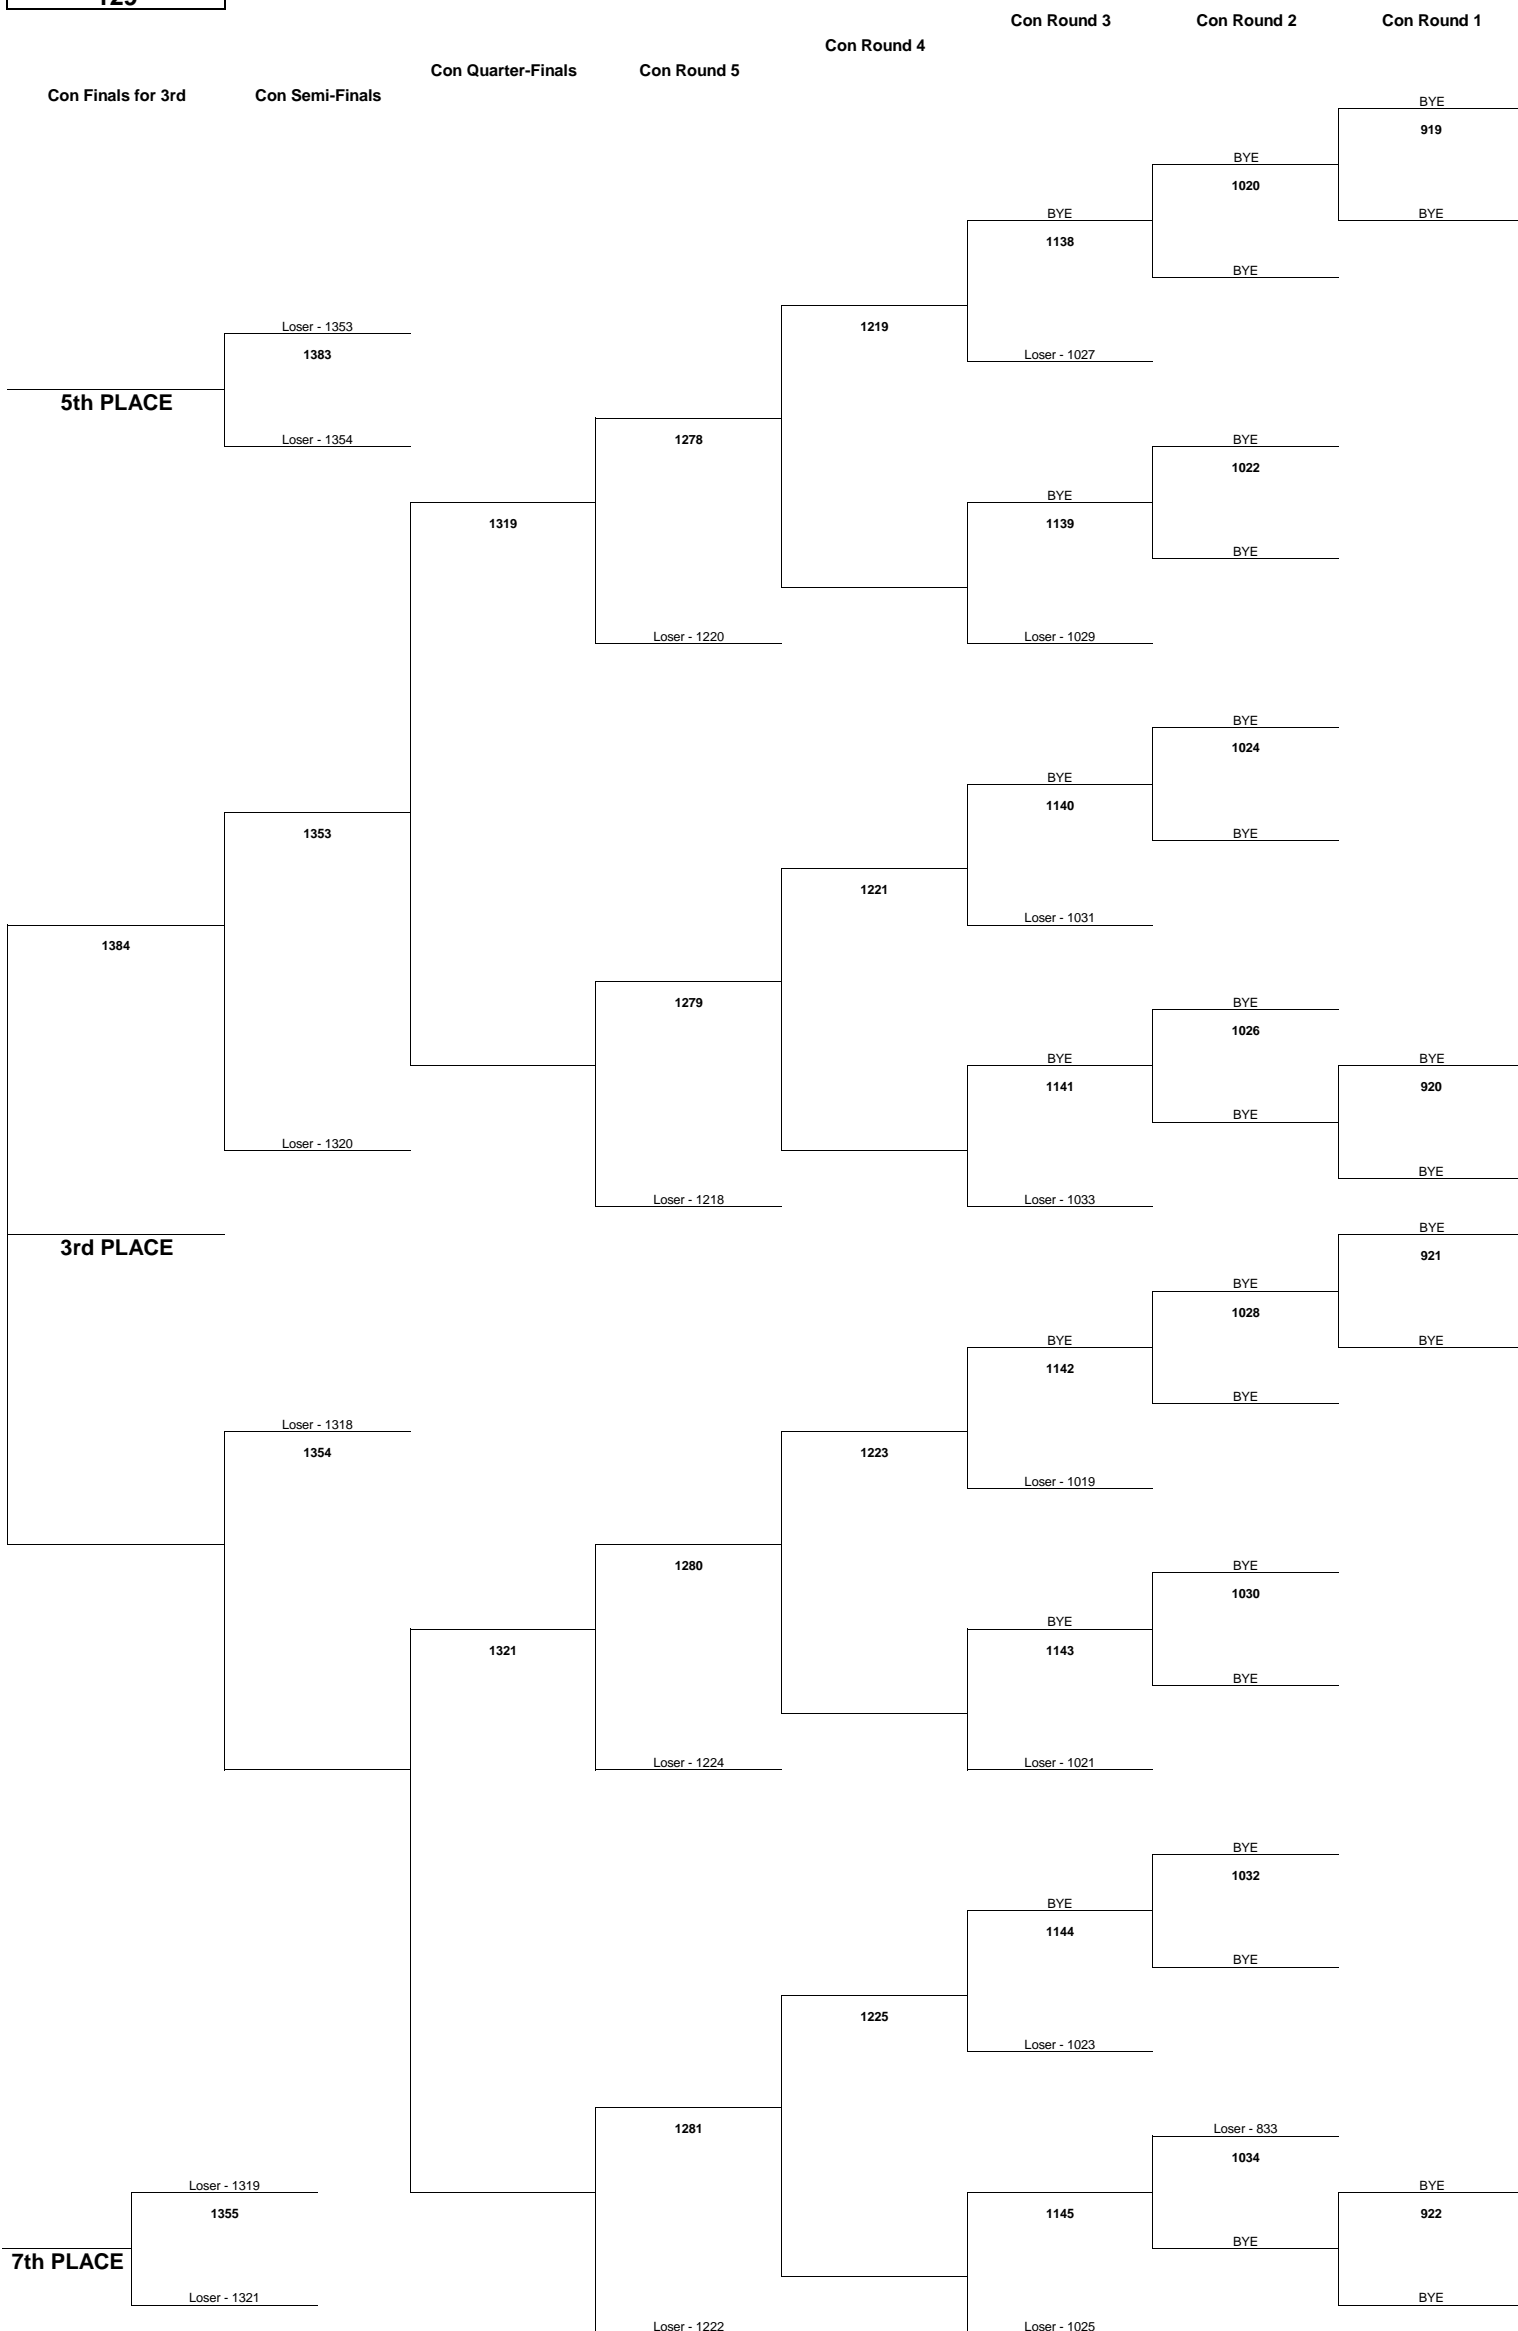 125
Con Round 3 Con Round 2 Con Round 1
Con Round 4
Con Quarter-Finals Con Round 5
Con Finals for 3rd Con Semi-Finals
BYE
919
BYE
1020
BYE BYE
1138
BYE
Loser - 1353 1219
1383 Loser - 1027
5th PLACE
Loser - 1354 1278 BYE
1022
BYE
1319 1139
BYE
Loser - 1220 Loser - 1029
BYE
1024
BYE
1140
1353 BYE
1221
Loser - 1031
1384
1279 BYE
1026
BYE BYE
1141 920
BYE
Loser - 1320
BYE
Loser - 1218 Loser - 1033
BYE
3rd PLACE
921
BYE
1028
BYE BYE
1142
BYE
Loser - 1318
1354 1223
Loser - 1019
1280 BYE
1030
BYE
1321 1143
BYE
Loser - 1224 Loser - 1021
BYE
1032
BYE
1144
BYE
1225
Loser - 1023
1281 Loser - 833
1034
Loser - 1319 BYE
1355 1145 922
BYE
7th PLACE
Loser - 1321 BYE
Loser - 1222 Loser - 1025